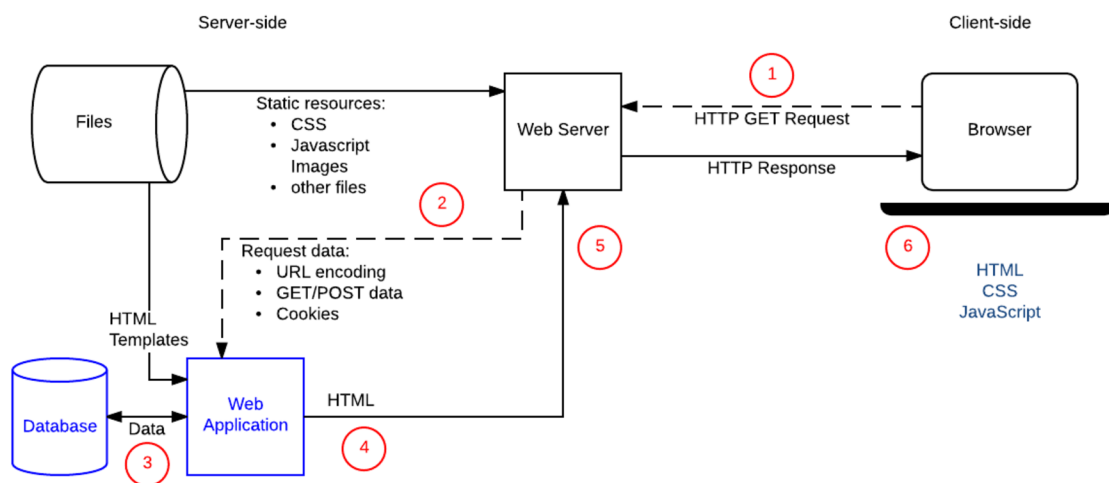 Server-side
Client-side
1
Files
Static resources:
• CSS
• Javascript
Images
• other files
Web Server
HTTP GET Request
HTTP Response
Browser
2
Request data:
• URL encoding
• GET/POST data
• Cookies
5
6
HTML
CSS
JavaScript
HTML
Templates
Database
Data
3
Web
Application
HTML
4